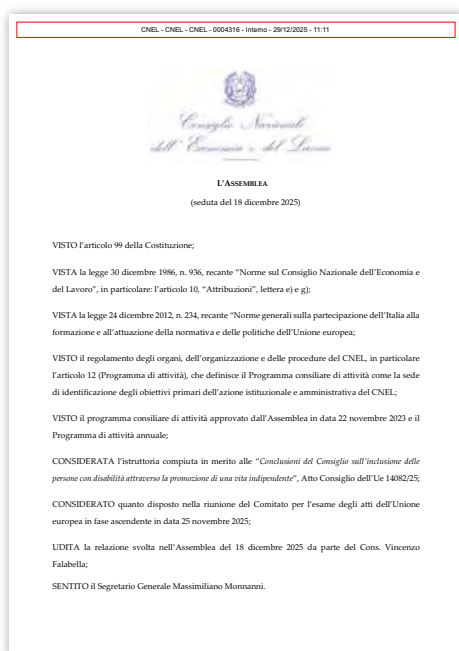 CNEL - CNEL - CNEL - 0004316 - Interno - 29/12/2025 - 11:11
Consiglio Nazionale
dell'Economia e del Lavoro
L'ASSEMBLEA
(seduta del 18 dicembre 2025)
VISTO l'articolo 99 della Costituzione;
VISTA la legge 30 dicembre 1986, n. 936, recante “Norme sul Consiglio Nazionale dell'Economia e
del Lavoro”, in particolare: l'articolo 10, “Attribuzioni”, lettera e) e g);
VISTA la legge 24 dicembre 2012, n. 234, recante “Norme generali sulla partecipazione dell'Italia alla
formazione e all'attuazione della normativa e delle politiche dell'Unione europea;
VISTO il regolamento degli organi, dell'organizzazione e delle procedure del CNEL, in particolare
l'articolo 12 (Programma di attività), che definisce il Programma consiliare di attività come la sede
di identificazione degli obiettivi primari dell'azione istituzionale e amministrativa del CNEL;
VISTO il programma consiliare di attività approvato dall'Assemblea in data 22 novembre 2023 e il
Programma di attività annuale;
CONSIDERATA l'istruttoria compiuta in merito alle “Conclusioni del Consiglio sull'inclusione delle
persone con disabilità attraverso la promozione di una vita indipendente”, Atto Consiglio dell'Ue 14082/25;
CONSIDERATO quanto disposto nella riunione del Comitato per l'esame degli atti dell'Unione
europea in fase ascendente in data 25 novembre 2025;
UDITA la relazione svolta nell'Assemblea del 18 dicembre 2025 da parte del Cons. Vincenzo
Falabella;
SENTITO il Segretario Generale Massimiliano Monnanni.